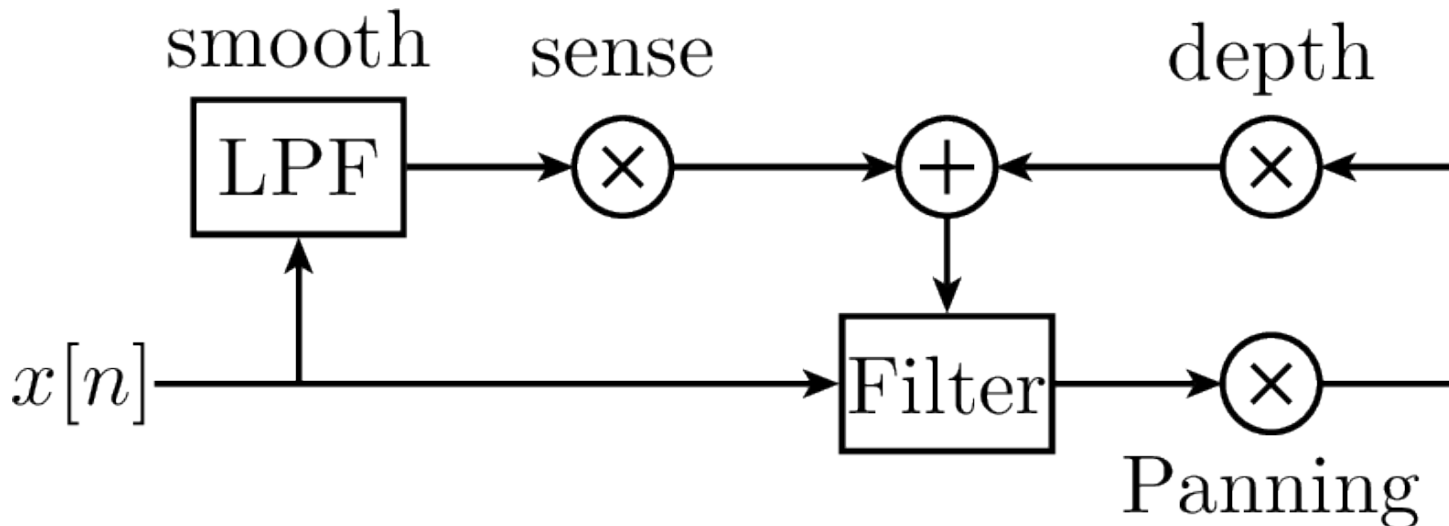 smooth
sense
depth
LPF
×
+
×
x[n]
Filter
×
Panning